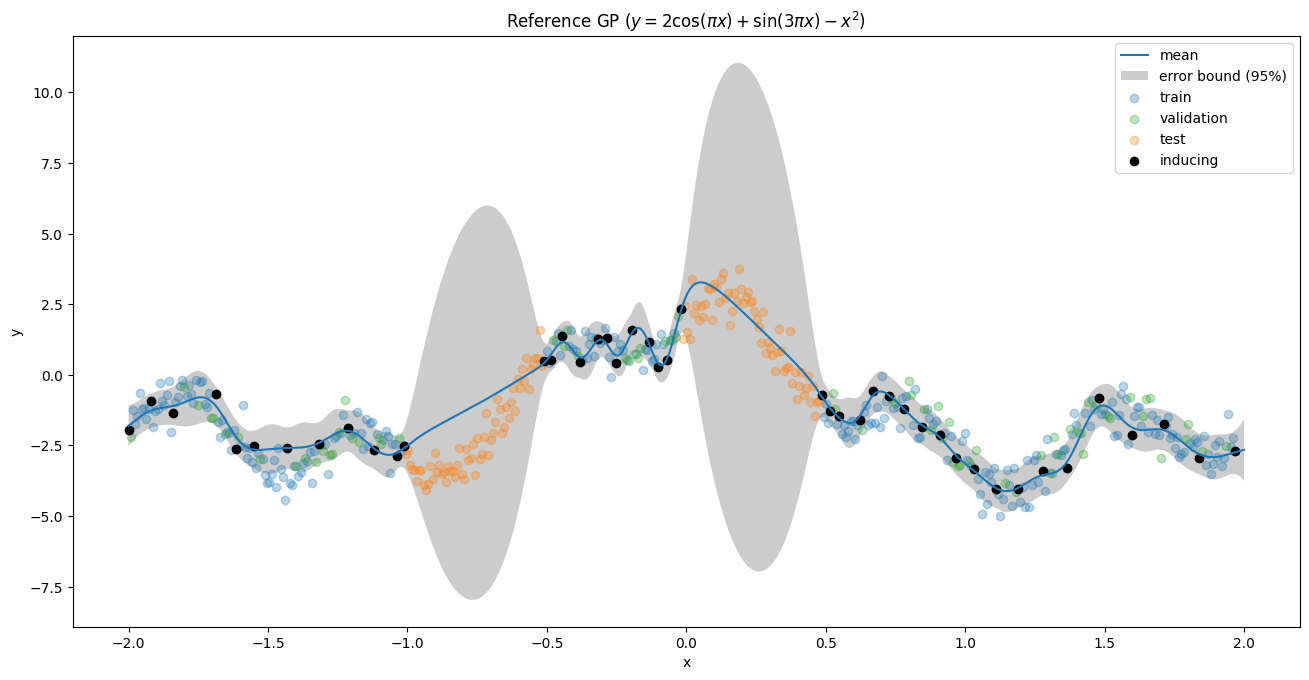 Reference GP (y = 2cos(πx) + sin(3πx) − x²)
mean
error bound (95%)
train
validation
test
inducing
10.0
7.5
5.0
2.5
0.0
−2.5
−5.0
−7.5
y
−2.0 −1.5 −1.0 −0.5 0.0 0.5 1.0 1.5 2.0
x